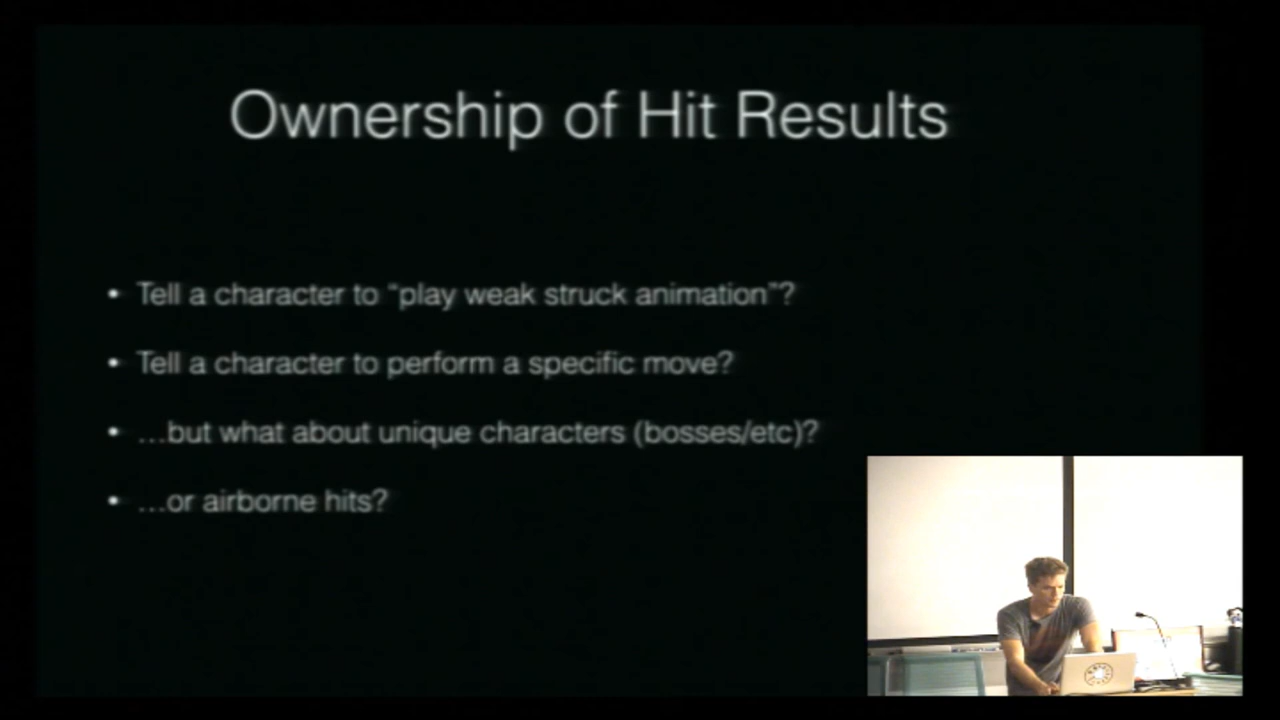 Ownership of Hit Results
• Tell a character to “play weak struck animation”?
• Tell a character to perform a specific move?
• …but what about unique characters (bosses/etc)?
• …or airborne hits?